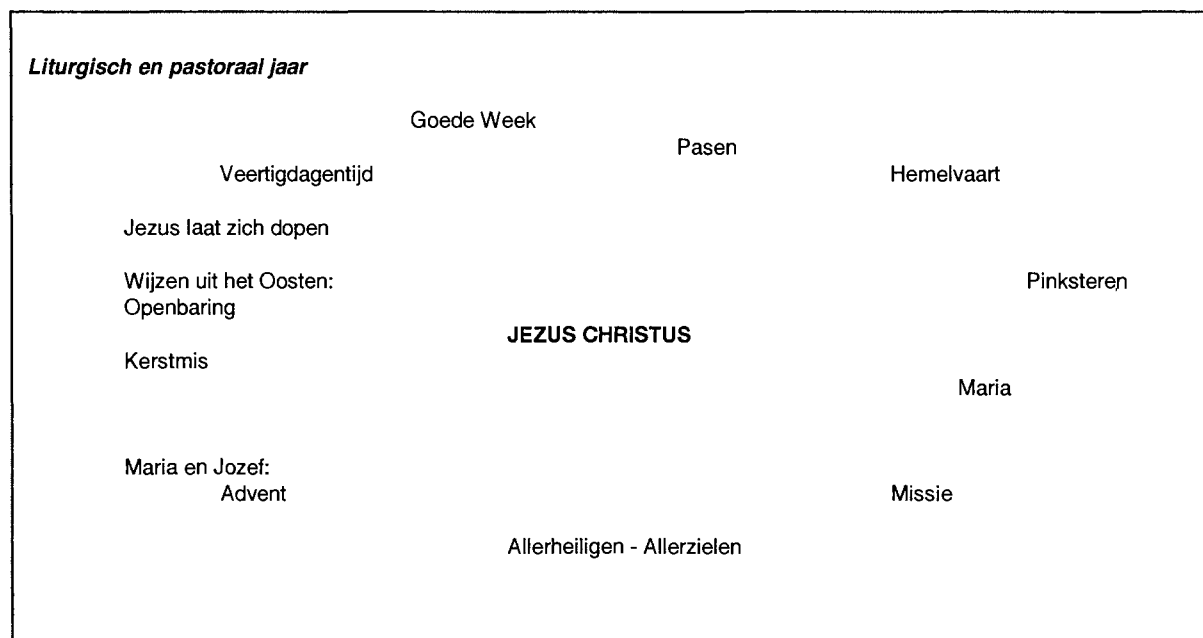 Liturgisch en pastoraal jaar
Goede Week
Pasen
Veertigdagentijd Hemelvaart
Jezus laat zich dopen
Wijzen uit het Oosten: Pinksteren
Openbaring
JEZUS CHRISTUS
Kerstmis
Maria
Maria en Jozef:
Advent Missie
Allerheiligen - Allerzielen